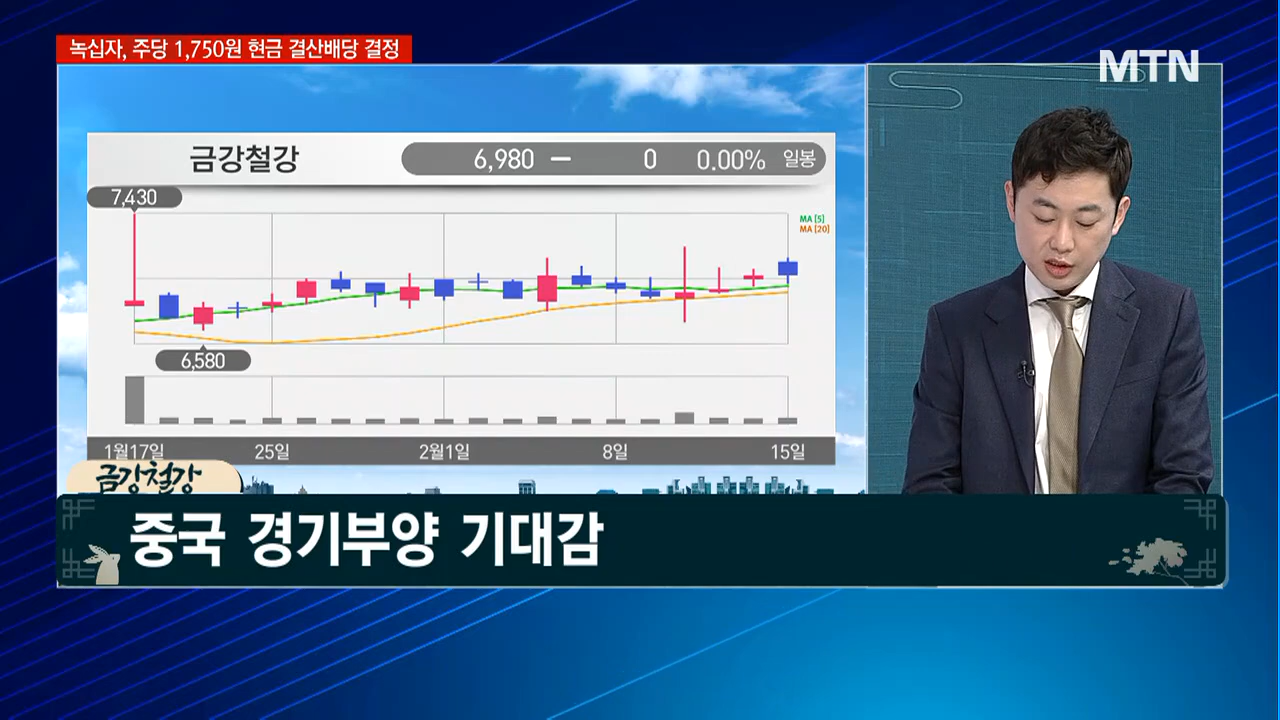 녹십자, 주당 1,750원 현금 결산배당 결정
MTN
금강철강 6,980 — 0 0.00% 일봉
7,430
MA [5]
MA [20]
6,580
1월17일 25일 2월1일 8일 15일
금강철강
중국 경기부양 기대감